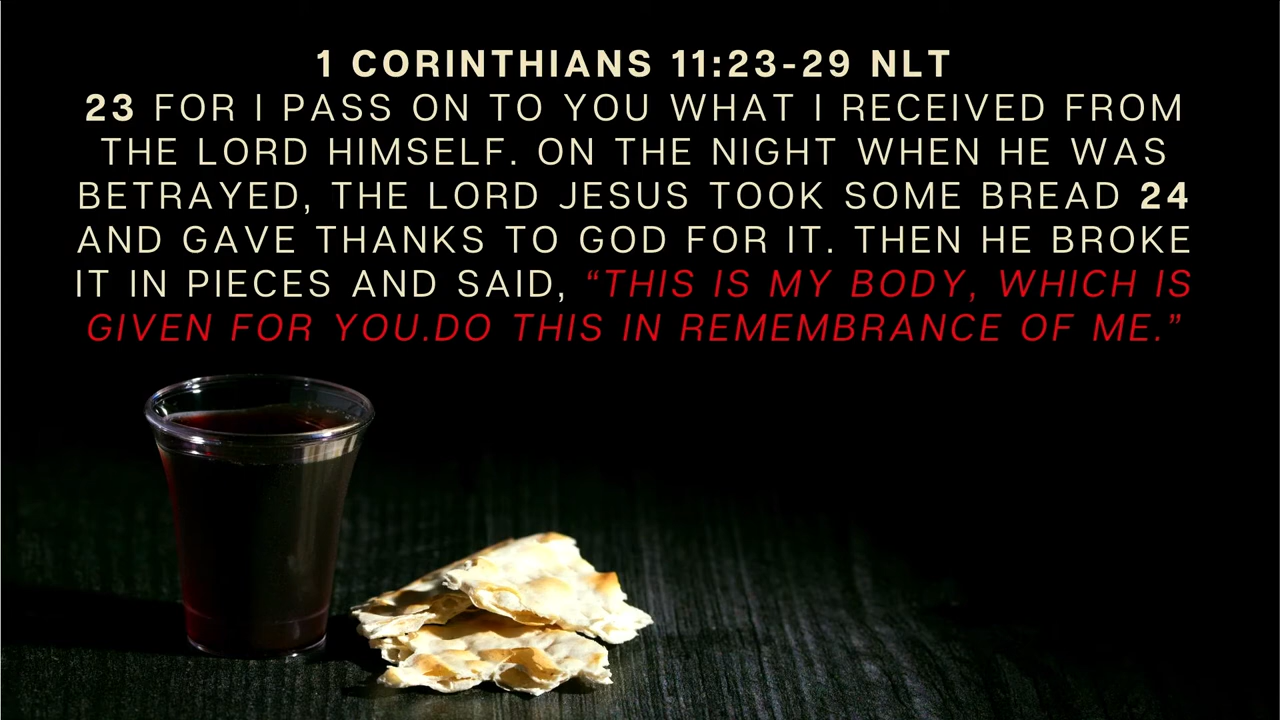 1 CORINTHIANS 11:23-29 NLT
23 FOR I PASS ON TO YOU WHAT I RECEIVED FROM
THE LORD HIMSELF. ON THE NIGHT WHEN HE WAS
BETRAYED, THE LORD JESUS TOOK SOME BREAD 24
AND GAVE THANKS TO GOD FOR IT. THEN HE BROKE
IT IN PIECES AND SAID, “THIS IS MY BODY, WHICH IS
GIVEN FOR YOU.DO THIS IN REMEMBRANCE OF ME.”